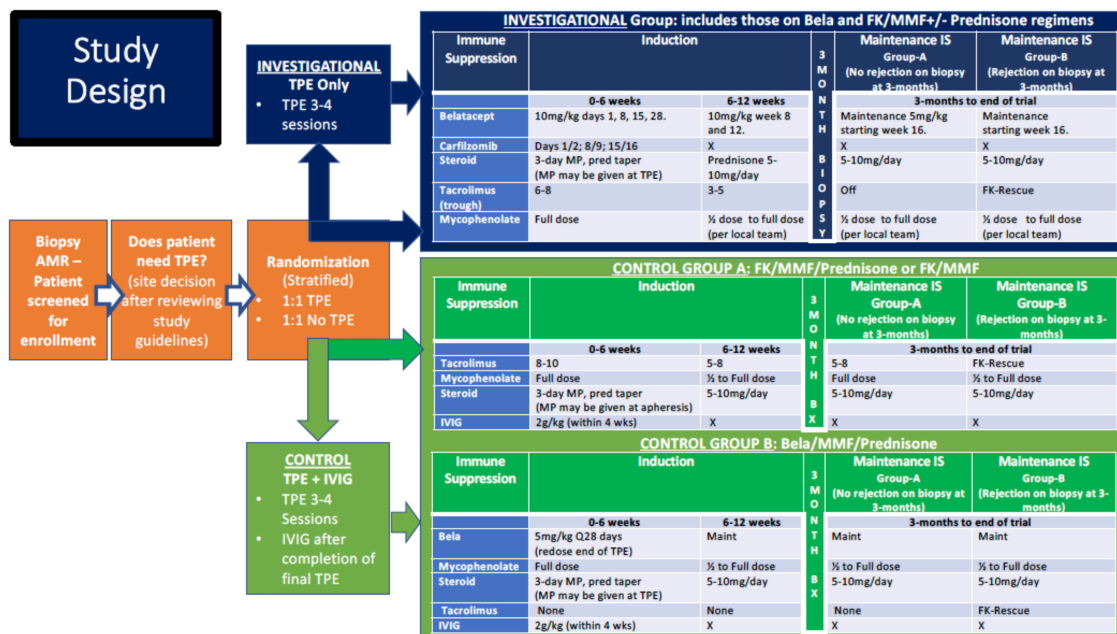 Study
Design
INVESTIGATIONAL
TPE Only
• TPE 3-4
sessions
Biopsy
AMR –
Patient
screened
for
enrollment
Does patient
need TPE?
(site decision
after reviewing
study
guidelines)
Randomization
(Stratified)
• 1:1 TPE
• 1:1 No TPE
CONTROL
TPE + IVIG
• TPE 3-4
Sessions
• IVIG after
completion of
final TPE
INVESTIGATIONAL Group: includes those on Bela and FK/MMF+/- Prednisone regimens
Immune Suppression Induction 3 MONTH BIOPSY Maintenance IS Group-A (No rejection on biopsy at 3-months) Maintenance IS Group-B (Rejection on biopsy at 3-months)
0-6 weeks 6-12 weeks 3-months to end of trial
Belatacept 10mg/kg days 1, 8, 15, 28. 10mg/kg week 8 and 12. Maintenance 5mg/kg starting week 16. Maintenance starting week 16.
Carfilzomib Days 1/2; 8/9; 15/16 X X X
Steroid 3-day MP, pred taper (MP may be given at TPE) Prednisone 5-10mg/day 5-10mg/day 5-10mg/day
Tacrolimus (trough) 6-8 3-5 Off FK-Rescue
Mycophenolate Full dose ½ dose to full dose (per local team) ½ dose to full dose (per local team) ½ dose to full dose (per local team)
CONTROL GROUP A: FK/MMF/Prednisone or FK/MMF
Immune Suppression Induction 3 MONTH BX Maintenance IS Group-A (No rejection on biopsy at 3-months) Maintenance IS Group-B (Rejection on biopsy at 3-months)
0-6 weeks 6-12 weeks 3-months to end of trial
Tacrolimus 8-10 5-8 5-8 FK-Rescue
Mycophenolate Full dose ½ to Full dose Full dose ½ to Full dose
Steroid 3-day MP, pred taper (MP may be given at apheresis) 5-10mg/day 5-10mg/day 5-10mg/day
IVIG 2g/kg (within 4 wks) X X X
CONTROL GROUP B: Bela/MMF/Prednisone
Immune Suppression Induction 3 MONTH BX Maintenance IS Group-A (No rejection on biopsy at 3-months) Maintenance IS Group-B (Rejection on biopsy at 3-months)
0-6 weeks 6-12 weeks 3-months to end of trial
Bela 5mg/kg Q28 days (redose end of TPE) Maint Maint Maint
Mycophenolate Full dose ½ to Full dose ½ to Full dose ½ to Full dose
Steroid 3-day MP, pred taper (MP may be given at TPE) 5-10mg/day 5-10mg/day 5-10mg/day
Tacrolimus None None None FK-Rescue
IVIG 2g/kg (within 4 wks) X X X